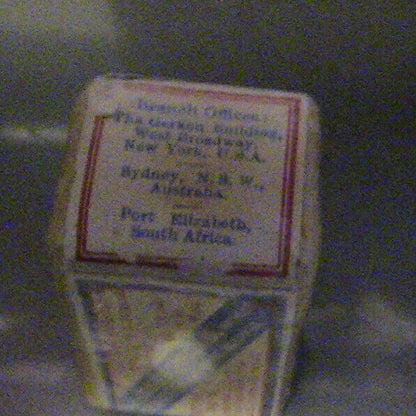 Branch Offices:
The Gerken Building,
West Broadway,
New York, U.S.A.
Sydney, N. S. W.,
Australia.
Port Elizabeth,
South Africa.